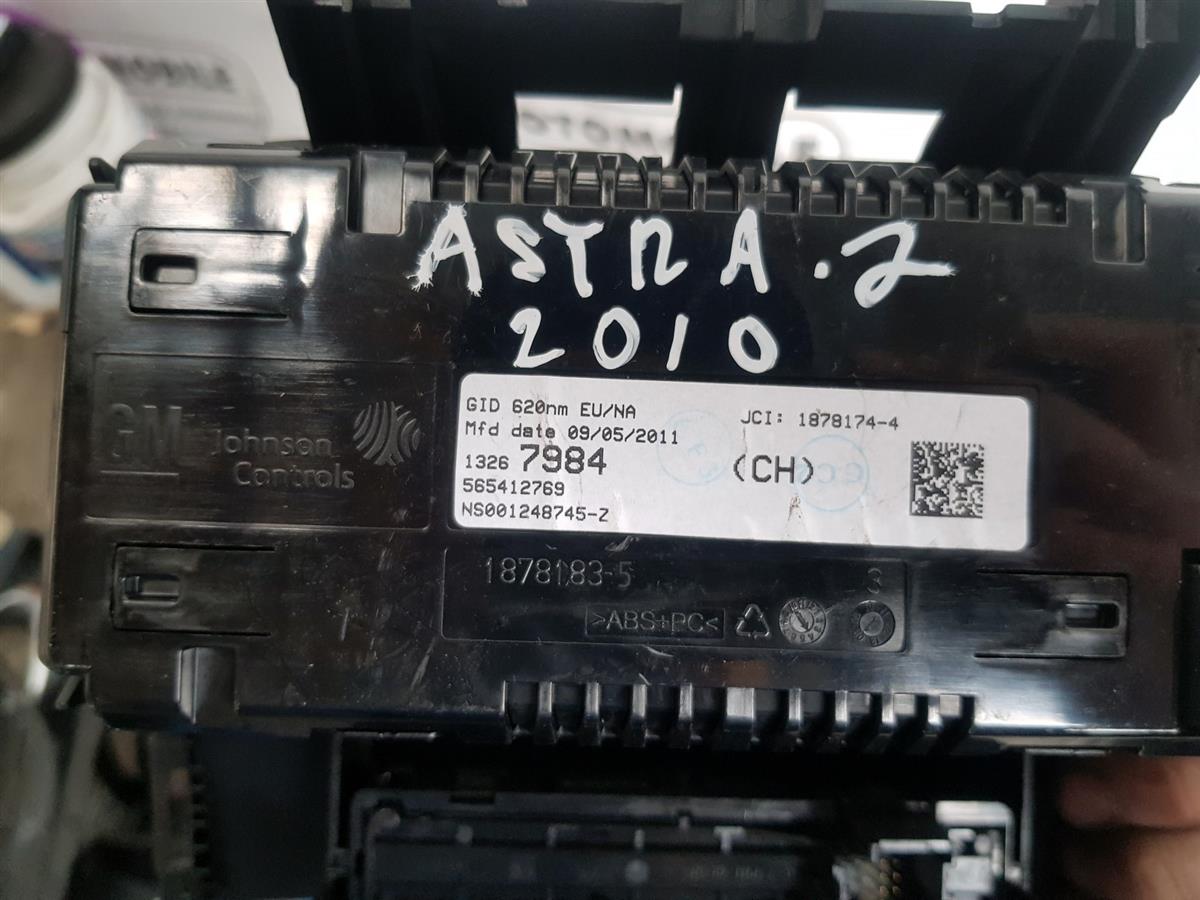 ASTRA.J
2010
GM
Johnson
Controls
GID 620nm EU/NA
JCI: 1878174-4
Mfd date 09/05/2011
1326 7984
(CH)
565412769
NS001248745-Z
1878183-5
3
>ABS+PC<